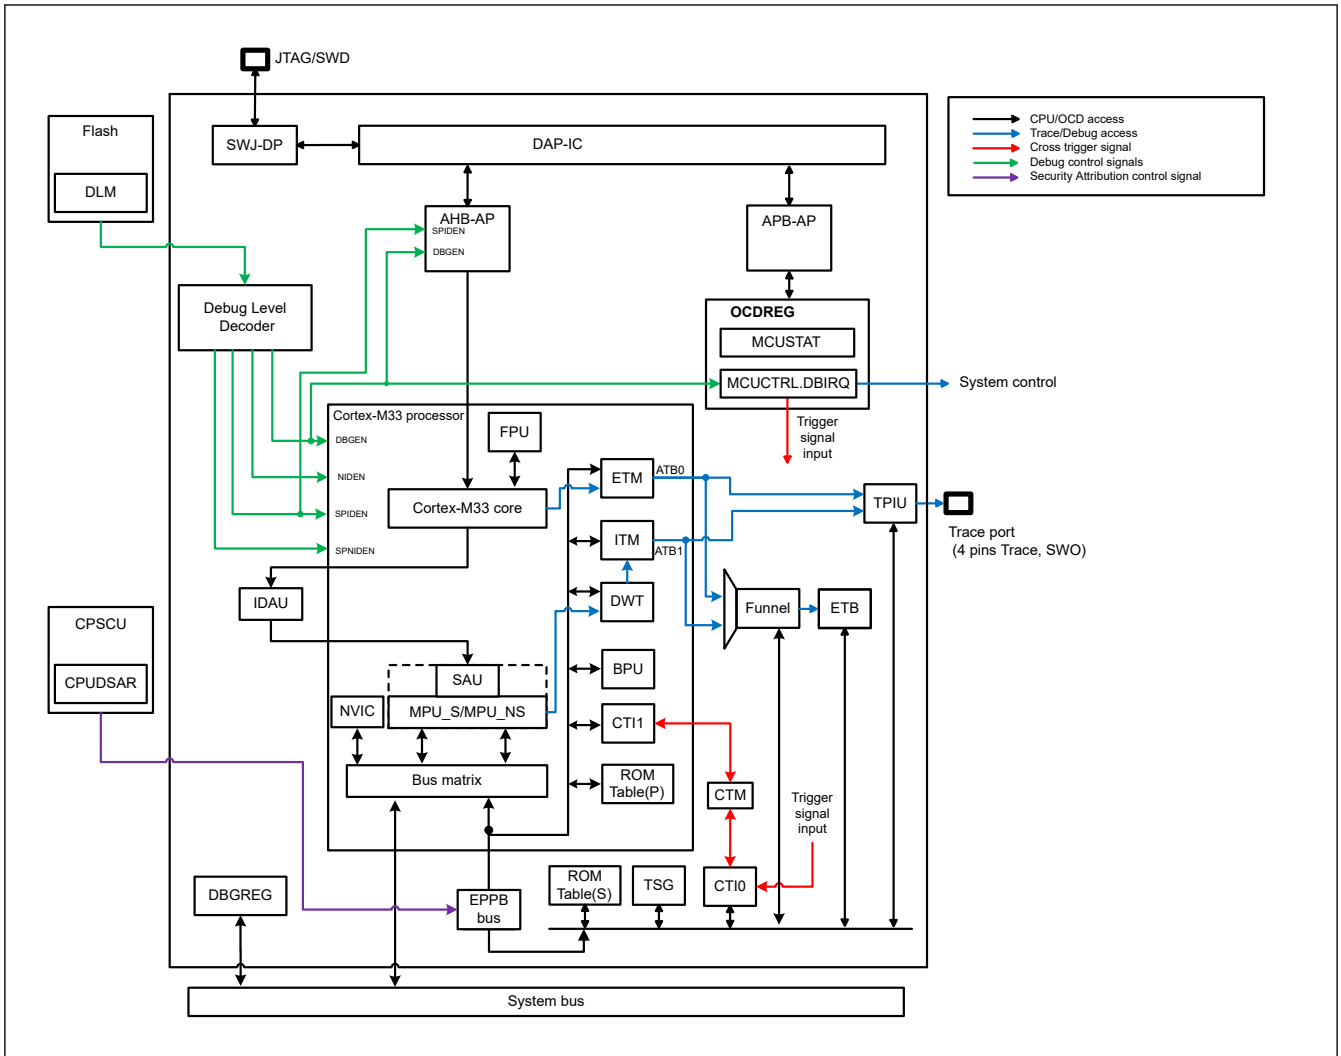 JTAG/SWD
Flash
DLM
SWJ-DP
DAP-IC
CPU/OCD access
Trace/Debug access
Cross trigger signal
Debug control signals
Security Attribution control signal
AHB-AP
SPIDEN
DBGEN
APB-AP
Debug Level
Decoder
OCDREG
MCUSTAT
MCUCTRL.DBIRQ
System control
Trigger
signal
input
Cortex-M33 processor
DBGEN
NIDEN
SPIDEN
SPNIDEN
FPU
Cortex-M33 core
ETM
ATB0
ITM
ATB1
DWT
TPIU
Trace port
(4 pins Trace, SWO)
Funnel
ETB
IDAU
CPSCU
CPUDSAR
SAU
NVIC
MPU_S/MPU_NS
Bus matrix
BPU
CTI1
ROM
Table(P)
CTM
Trigger
signal
input
DBGREG
EPPB
bus
ROM
Table(S)
TSG
CTI0
System bus